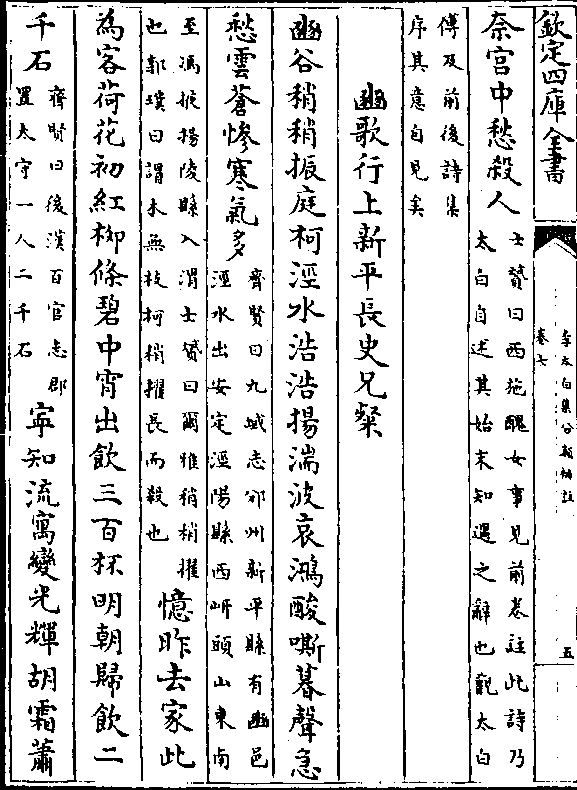 欽定四庫全書
李太白集分類補註
卷七
五
奈宫中愁殺人
士贇曰西施醜女事見前卷註此詩乃
太白自述其始末知遇之辭也觀太白
傳及前後詩集
序其意自見矣
豳歌行上新平長史兄粲
豳谷稍稍振庭柯涇水浩浩揚湍波哀鴻酸嘶暮聲急
愁雲蒼慘寒氣多
齊賢曰九域志邠州新平縣有豳邑
涇水出安定涇陽縣西岍頭山東南
至馮掖揚陵縣入渭士贇曰爾雅稍梢擢
也郭璞曰謂木無枝柯梢擢長而殺也
憶昨去家此
為客荷花初紅柳條碧中宵出飲三百杯明朝歸飲二
千石
齊賢曰後漢百官志郡
置太守一人二千石
寧知流寓變光輝胡霜蕭